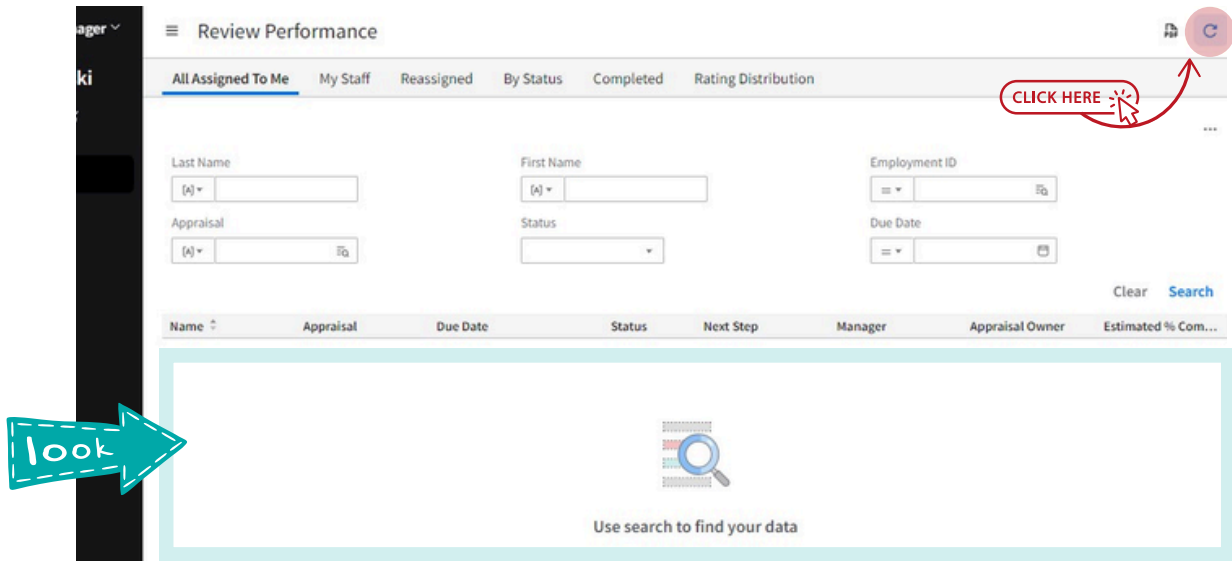 ager
Review Performance
PDF
ki
All Assigned To Me My Staff Reassigned By Status Completed Rating Distribution
CLICK HERE
...
Last Name First Name Employment ID
[A] [A] =
Appraisal Status Due Date
[A] =
Clear Search
Name Appraisal Due Date Status Next Step Manager Appraisal Owner Estimated % Com...
look
Use search to find your data